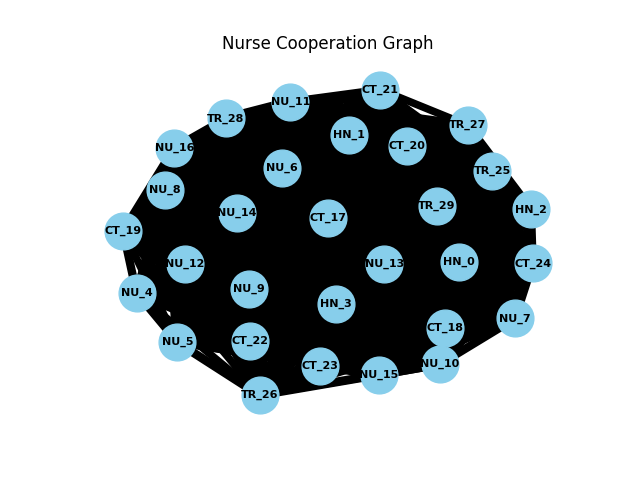 Nurse Cooperation Graph
CT_21
NU_11
TR_28
TR_27
HN_1
CT_20
NU_16
NU_6
TR_25
NU_8
TR_29
HN_2
NU_14
CT_17
CT_19
HN_0
CT_24
NU_12
NU_13
NU_9
NU_4
HN_3
NU_7
CT_18
CT_22
NU_5
NU_10
CT_23
NU_15
TR_26